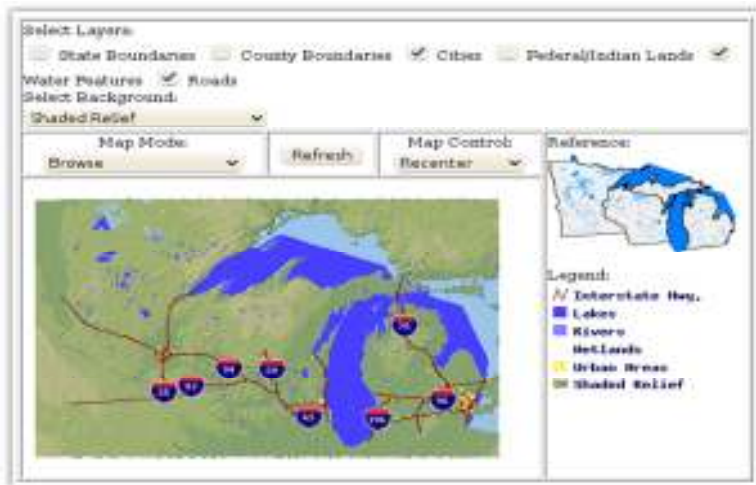 Select Layers:
State Boundaries County Boundaries Cities Federal/Indian Lands
Water Features Roads
Select Background:
Shaded Relief
Map Mode:
Browse
Refresh
Map Control:
Recenter
Reference:
Legend:
Interstate Hwy.
Lakes
Rivers
Wetlands
Urban Areas
Shaded Relief
94